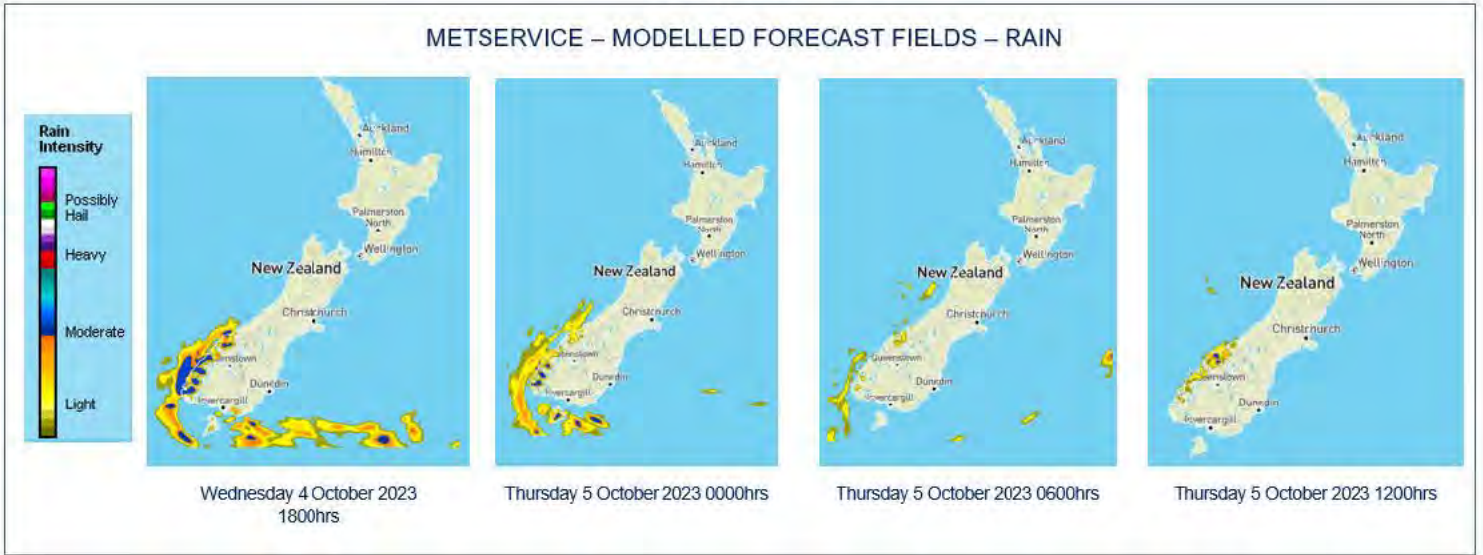 METSERVICE – MODELLED FORECAST FIELDS – RAIN
Rain
Intensity
Possibly
Hail
Heavy
Moderate
Light
Auckland
Hamilton
Palmerston
North
Wellington
New Zealand
Christchurch
Dunedin
Invercargill
Wednesday 4 October 2023
1800hrs
Auckland
Hamilton
Palmerston
North
Wellington
New Zealand
Christchurch
Queenstown
Dunedin
Invercargill
Thursday 5 October 2023 0000hrs
Auckland
Hamilton
Palmerston
North
Wellington
New Zealand
Christchurch
Queenstown
Dunedin
Invercargill
Thursday 5 October 2023 0600hrs
Auckland
Hamilton
Palmerston
North
Wellington
New Zealand
Christchurch
Queenstown
Dunedin
Invercargill
Thursday 5 October 2023 1200hrs